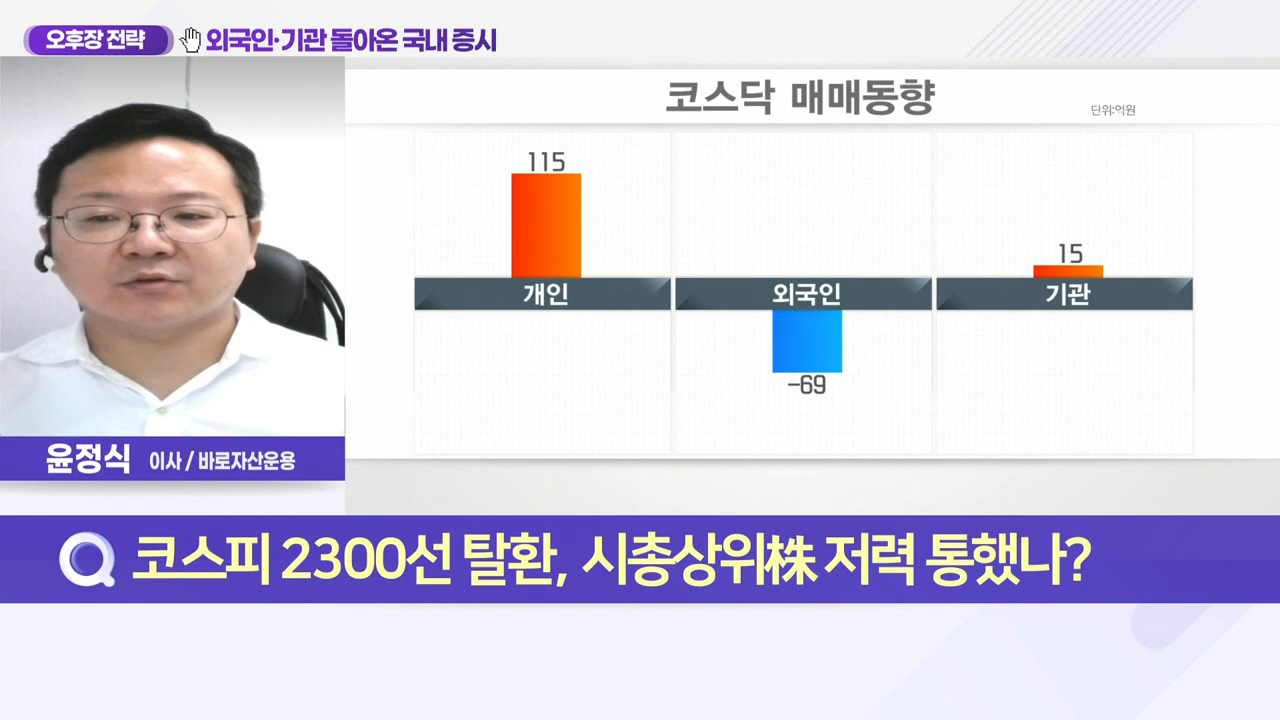 오후장 전략
외국인·기관 돌아온 국내 증시
코스닥 매매동향
단위:억원
115
15
개인
외국인
기관
-69
윤정식 이사 / 바로자산운용
Q 코스피 2300선 탈환, 시총상위株 저력 통했나?